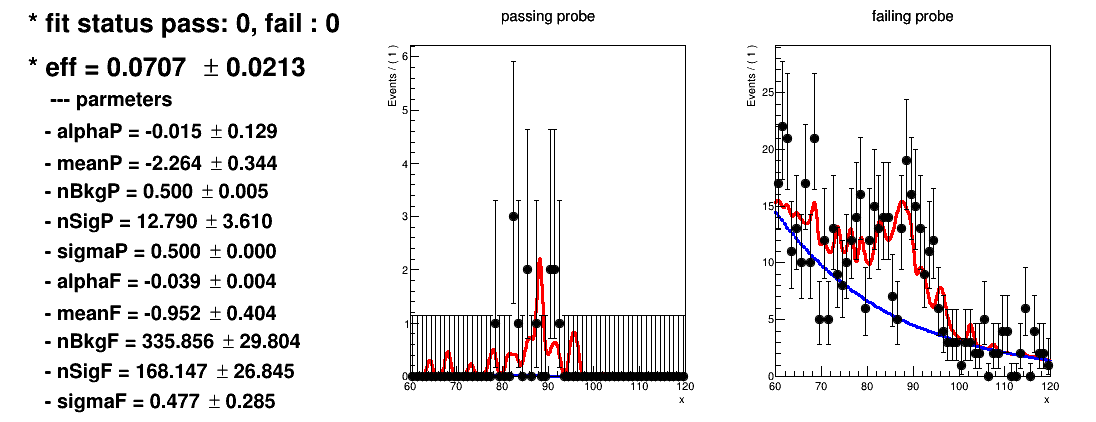 * fit status pass: 0, fail : 0
* eff = 0.0707 ± 0.0213
--- parmeters
- alphaP = -0.015 ± 0.129
- meanP = -2.264 ± 0.344
- nBkgP = 0.500 ± 0.005
- nSigP = 12.790 ± 3.610
- sigmaP = 0.500 ± 0.000
- alphaF = -0.039 ± 0.004
- meanF = -0.952 ± 0.404
- nBkgF = 335.856 ± 29.804
- nSigF = 168.147 ± 26.845
- sigmaF = 0.477 ± 0.285
passing probe
Events / ( 1 )
6
5
4
3
2
1
0
60 70 80 90 100 110 120
x
failing probe
Events / ( 1 )
25
20
15
10
5
0
60 70 80 90 100 110 120
x